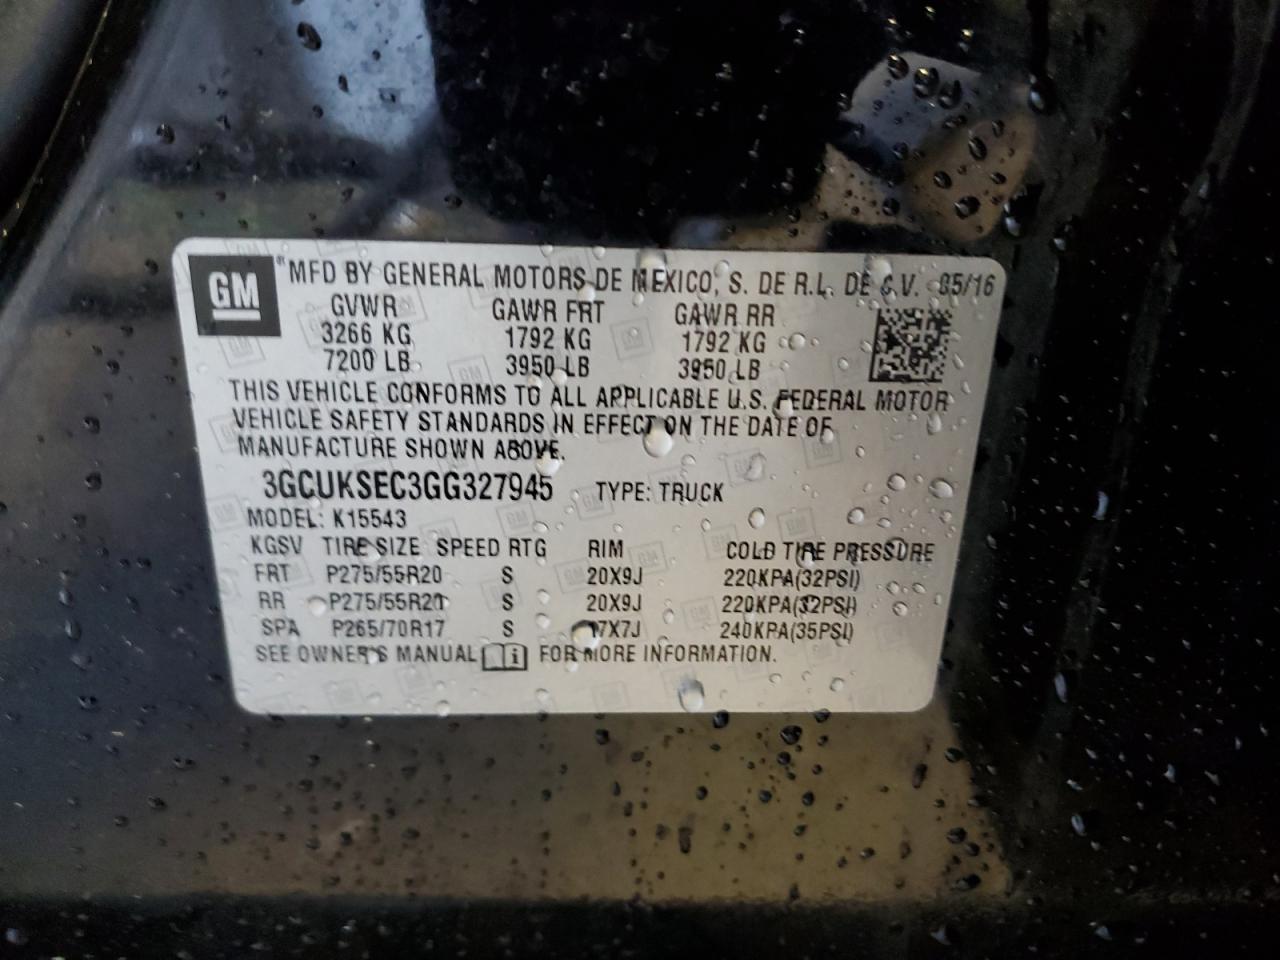 GM® MFD BY GENERAL MOTORS DE MEXICO, S. DE R.L. DE C.V. 05/16
GVWR GAWR FRT GAWR RR
3266 KG 1792 KG 1792 KG
7200 LB 3950 LB 3950 LB
THIS VEHICLE CONFORMS TO ALL APPLICABLE U.S. FEDERAL MOTOR
VEHICLE SAFETY STANDARDS IN EFFECT ON THE DATE OF
MANUFACTURE SHOWN ABOVE.
3GCUKSEC3GG327945 TYPE: TRUCK
MODEL: K15543
KGSV TIRE SIZE SPEED RTG RIM COLD TIRE PRESSURE
FRT P275/55R20 S 20X9J 220KPA(32PSI)
RR P275/55R20 S 20X9J 220KPA(32PSI)
SPA P265/70R17 S 17X7J 240KPA(35PSI)
SEE OWNER'S MANUAL i FOR MORE INFORMATION.